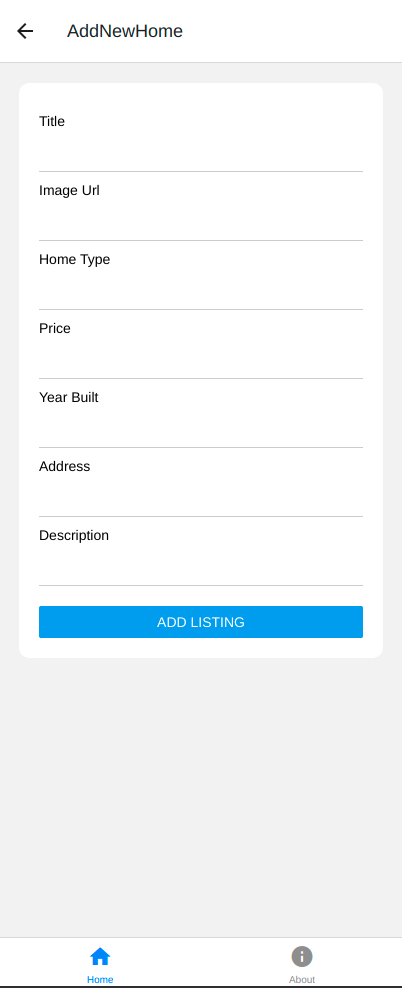 AddNewHome
Title
Image Url
Home Type
Price
Year Built
Address
Description
ADD LISTING
Home
About